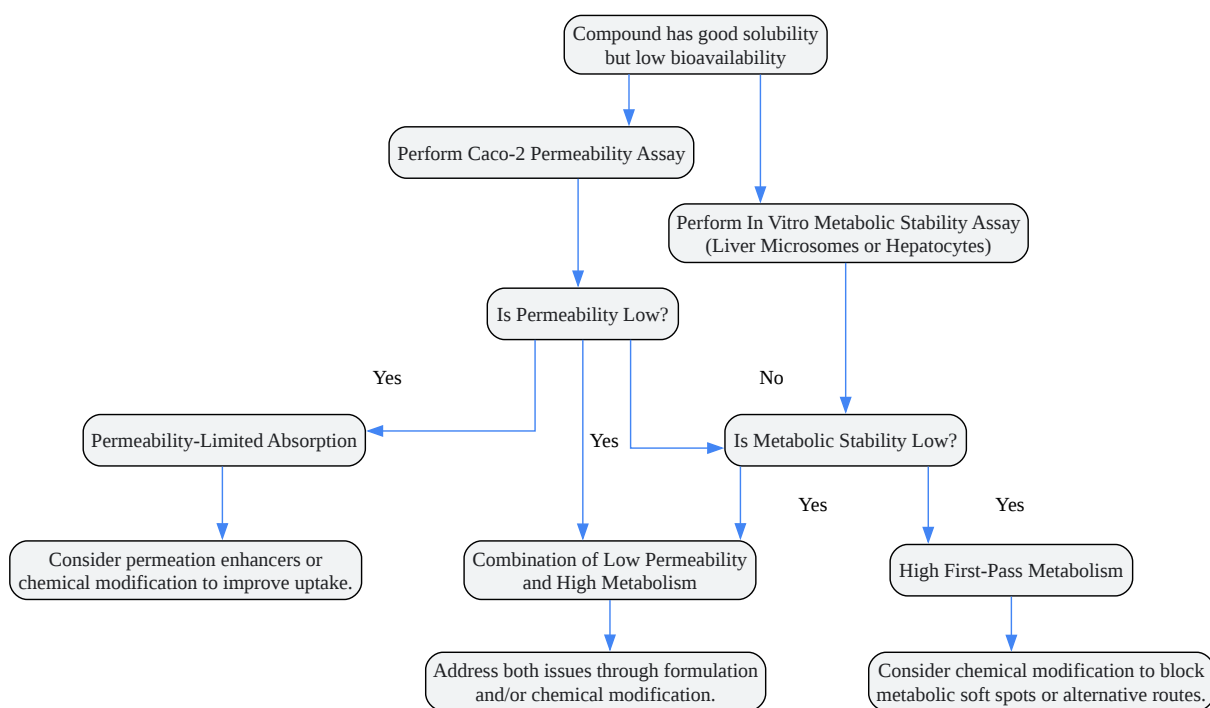 Compound has good solubility
but low bioavailability
Perform Caco-2 Permeability Assay
Perform In Vitro Metabolic Stability Assay
(Liver Microsomes or Hepatocytes)
Is Permeability Low?
Yes
No
Permeability-Limited Absorption
Yes
Is Metabolic Stability Low?
Yes
Yes
Consider permeation enhancers or
chemical modification to improve uptake.
Combination of Low Permeability
and High Metabolism
High First-Pass Metabolism
Address both issues through formulation
and/or chemical modification.
Consider chemical modification to block
metabolic soft spots or alternative routes.